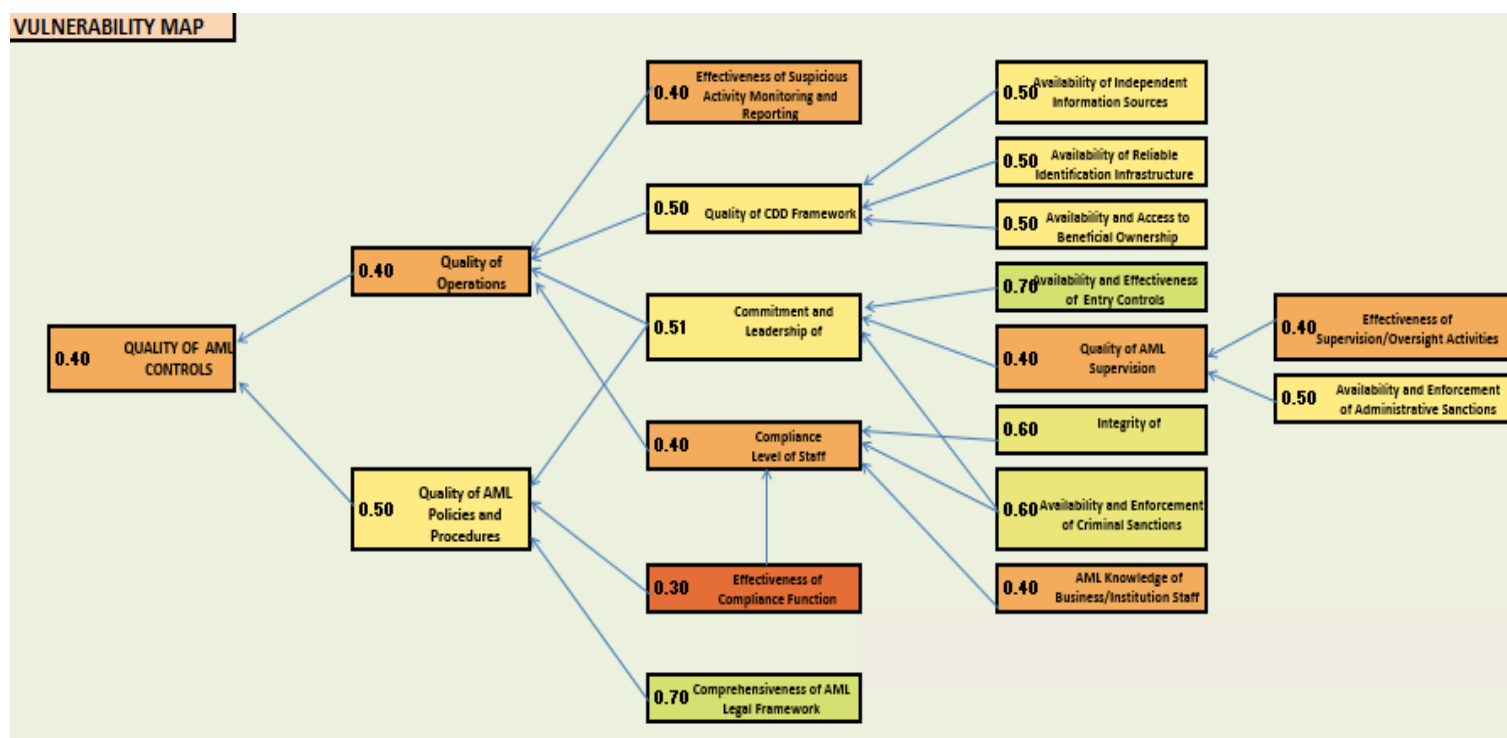 VULNERABILITY MAP
0.40
QUALITY OF AML
CONTROLS
0.40
Quality of
Operations
0.50
Quality of AML
Policies and
Procedures
0.40
Effectiveness of Suspicious
Activity Monitoring and
Reporting
0.50
Quality of CDD Framework
0.51
Commitment and
Leadership of
0.40
Compliance
Level of Staff
0.30
Effectiveness of
Compliance Function
0.70
Comprehensiveness of AML
Legal Framework
0.50
Availability of Independent
Information Sources
0.50
Availability of Reliable
Identification Infrastructure
0.50
Availability and Access to
Beneficial Ownership
0.70
Availability and Effectiveness
of Entry Controls
0.40
Quality of AML
Supervision
0.60
Integrity of
0.60
Availability and Enforcement
of Criminal Sanctions
0.40
AML Knowledge of
Business/Institution Staff
0.40
Effectiveness of
Supervision/Oversight Activities
0.50
Availability and Enforcement
of Administrative Sanctions